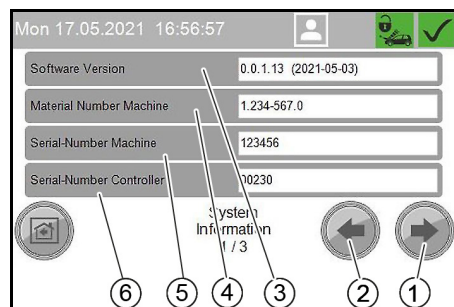 Mon 17.05.2021 16:56:57
Software Version 0.0.1.13 (2021-05-03)
Material Number Machine 1.234-567.0
Serial-Number Machine 123456
Serial-Number Controller 00230
System
Information
1 / 3
6 5 4 3 2 1